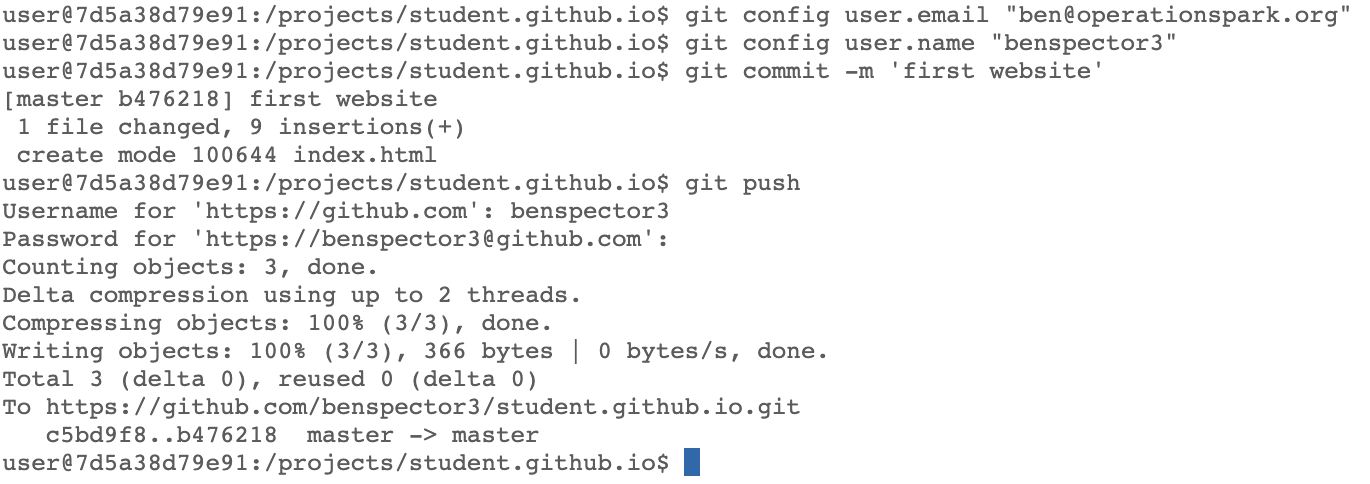 user@7d5a38d79e91:/projects/student.github.io$ git config user.email "ben@operationspark.org"
user@7d5a38d79e91:/projects/student.github.io$ git config user.name "benspector3"
user@7d5a38d79e91:/projects/student.github.io$ git commit -m 'first website'
[master b476218] first website
 1 file changed, 9 insertions(+)
 create mode 100644 index.html
user@7d5a38d79e91:/projects/student.github.io$ git push
Username for 'https://github.com': benspector3
Password for 'https://benspector3@github.com':
Counting objects: 3, done.
Delta compression using up to 2 threads.
Compressing objects: 100% (3/3), done.
Writing objects: 100% (3/3), 366 bytes | 0 bytes/s, done.
Total 3 (delta 0), reused 0 (delta 0)
To https://github.com/benspector3/student.github.io.git
   c5bd9f8..b476218  master -> master
user@7d5a38d79e91:/projects/student.github.io$